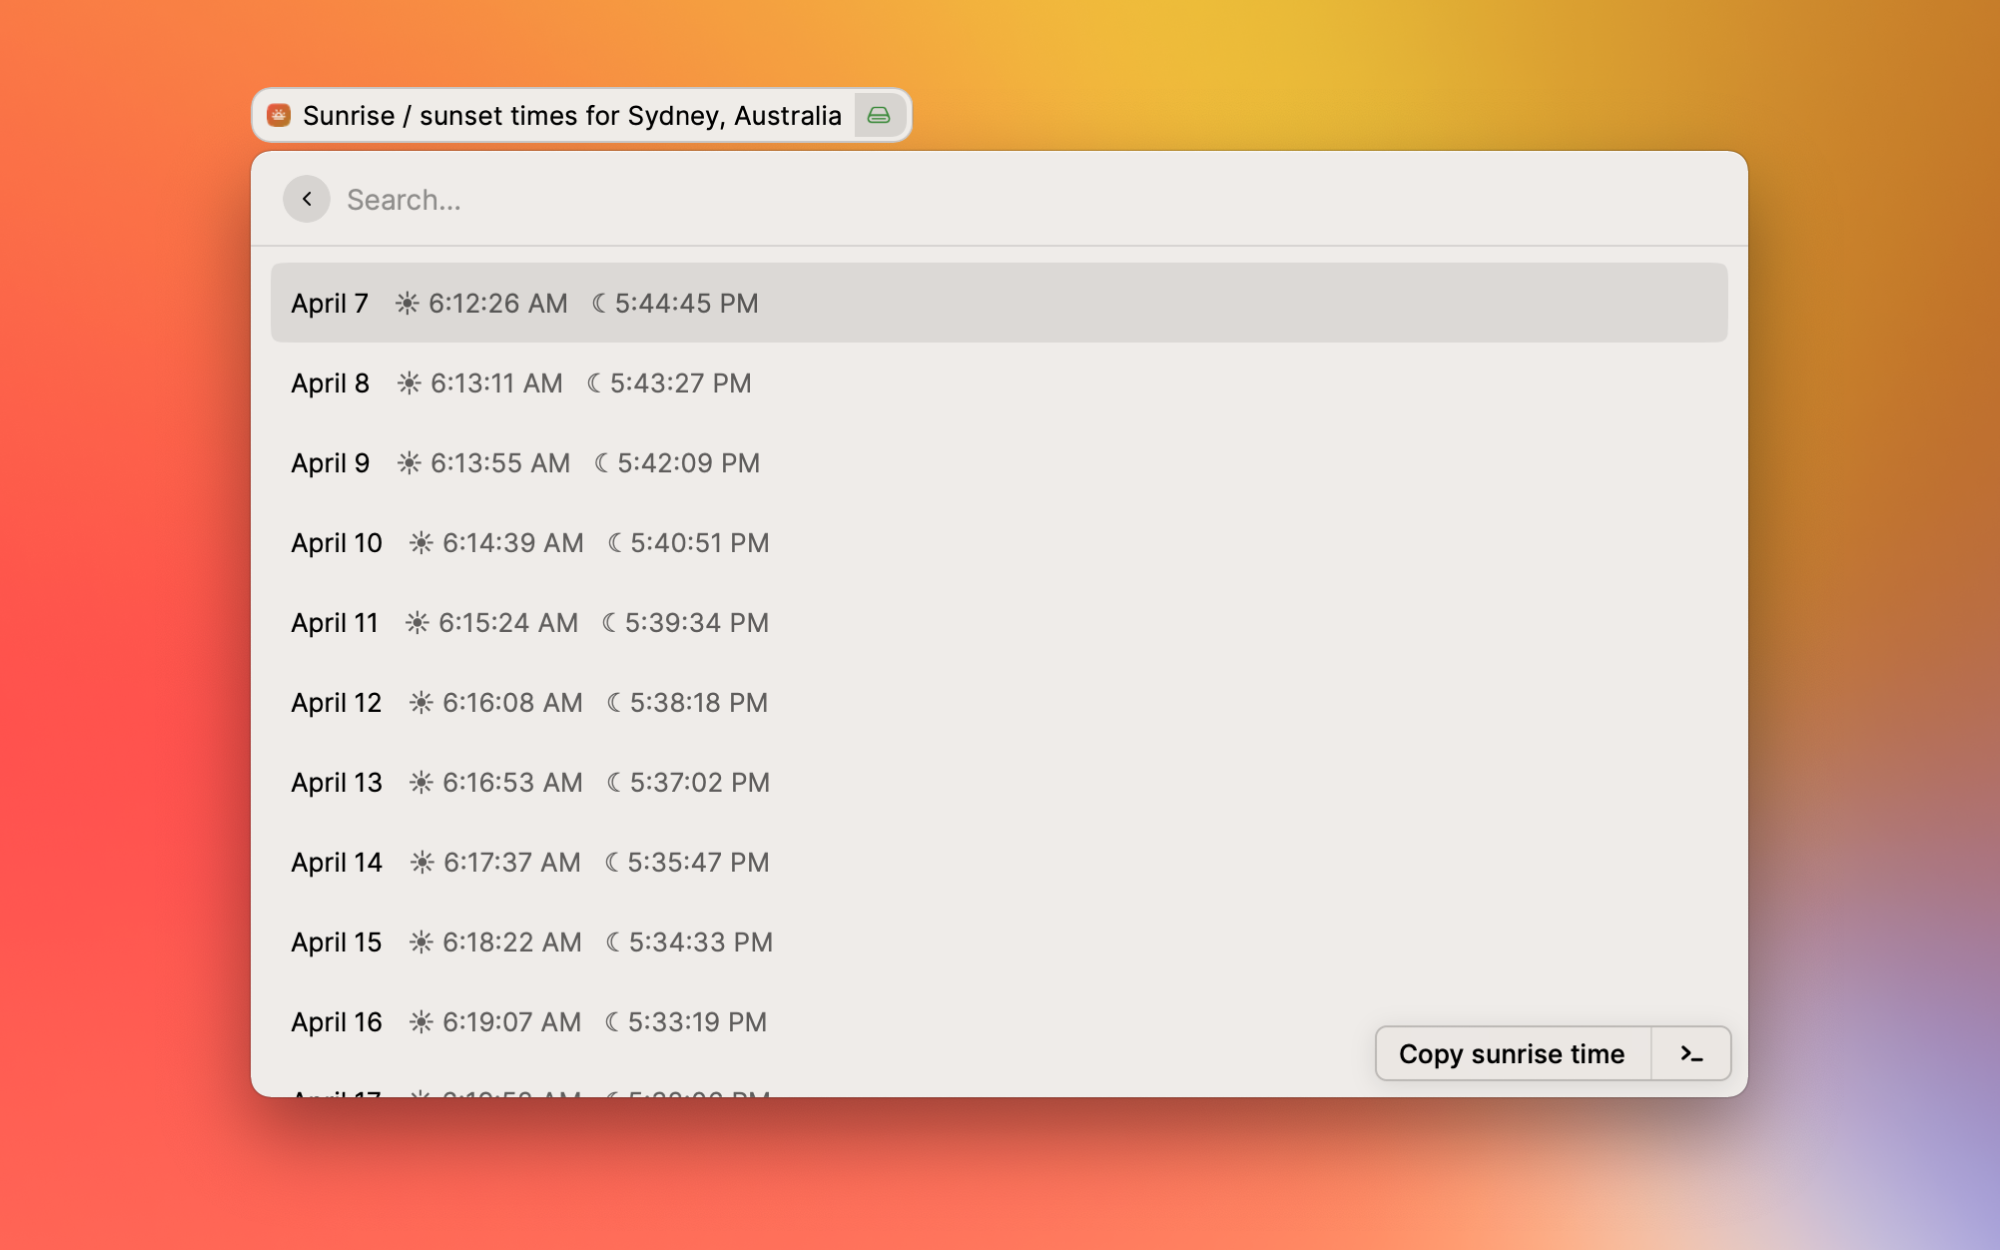 Sunrise / sunset times for Sydney, Australia
Search...
April 7 ☀ 6:12:26 AM ☾ 5:44:45 PM
April 8 ☀ 6:13:11 AM ☾ 5:43:27 PM
April 9 ☀ 6:13:55 AM ☾ 5:42:09 PM
April 10 ☀ 6:14:39 AM ☾ 5:40:51 PM
April 11 ☀ 6:15:24 AM ☾ 5:39:34 PM
April 12 ☀ 6:16:08 AM ☾ 5:38:18 PM
April 13 ☀ 6:16:53 AM ☾ 5:37:02 PM
April 14 ☀ 6:17:37 AM ☾ 5:35:47 PM
April 15 ☀ 6:18:22 AM ☾ 5:34:33 PM
April 16 ☀ 6:19:07 AM ☾ 5:33:19 PM
Copy sunrise time
April 17